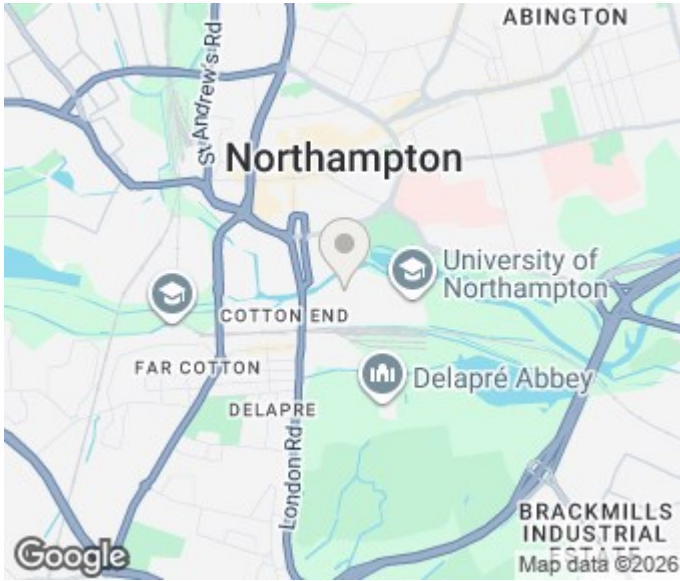 ABINGTON
St Andrew's Rd
Northampton
University of
Northampton
COTTON END
FAR COTTON
Delapré Abbey
DELAPRE
London Rd
BRACKMILLS
INDUSTRIAL
ESTATE
Google
Map data ©2026